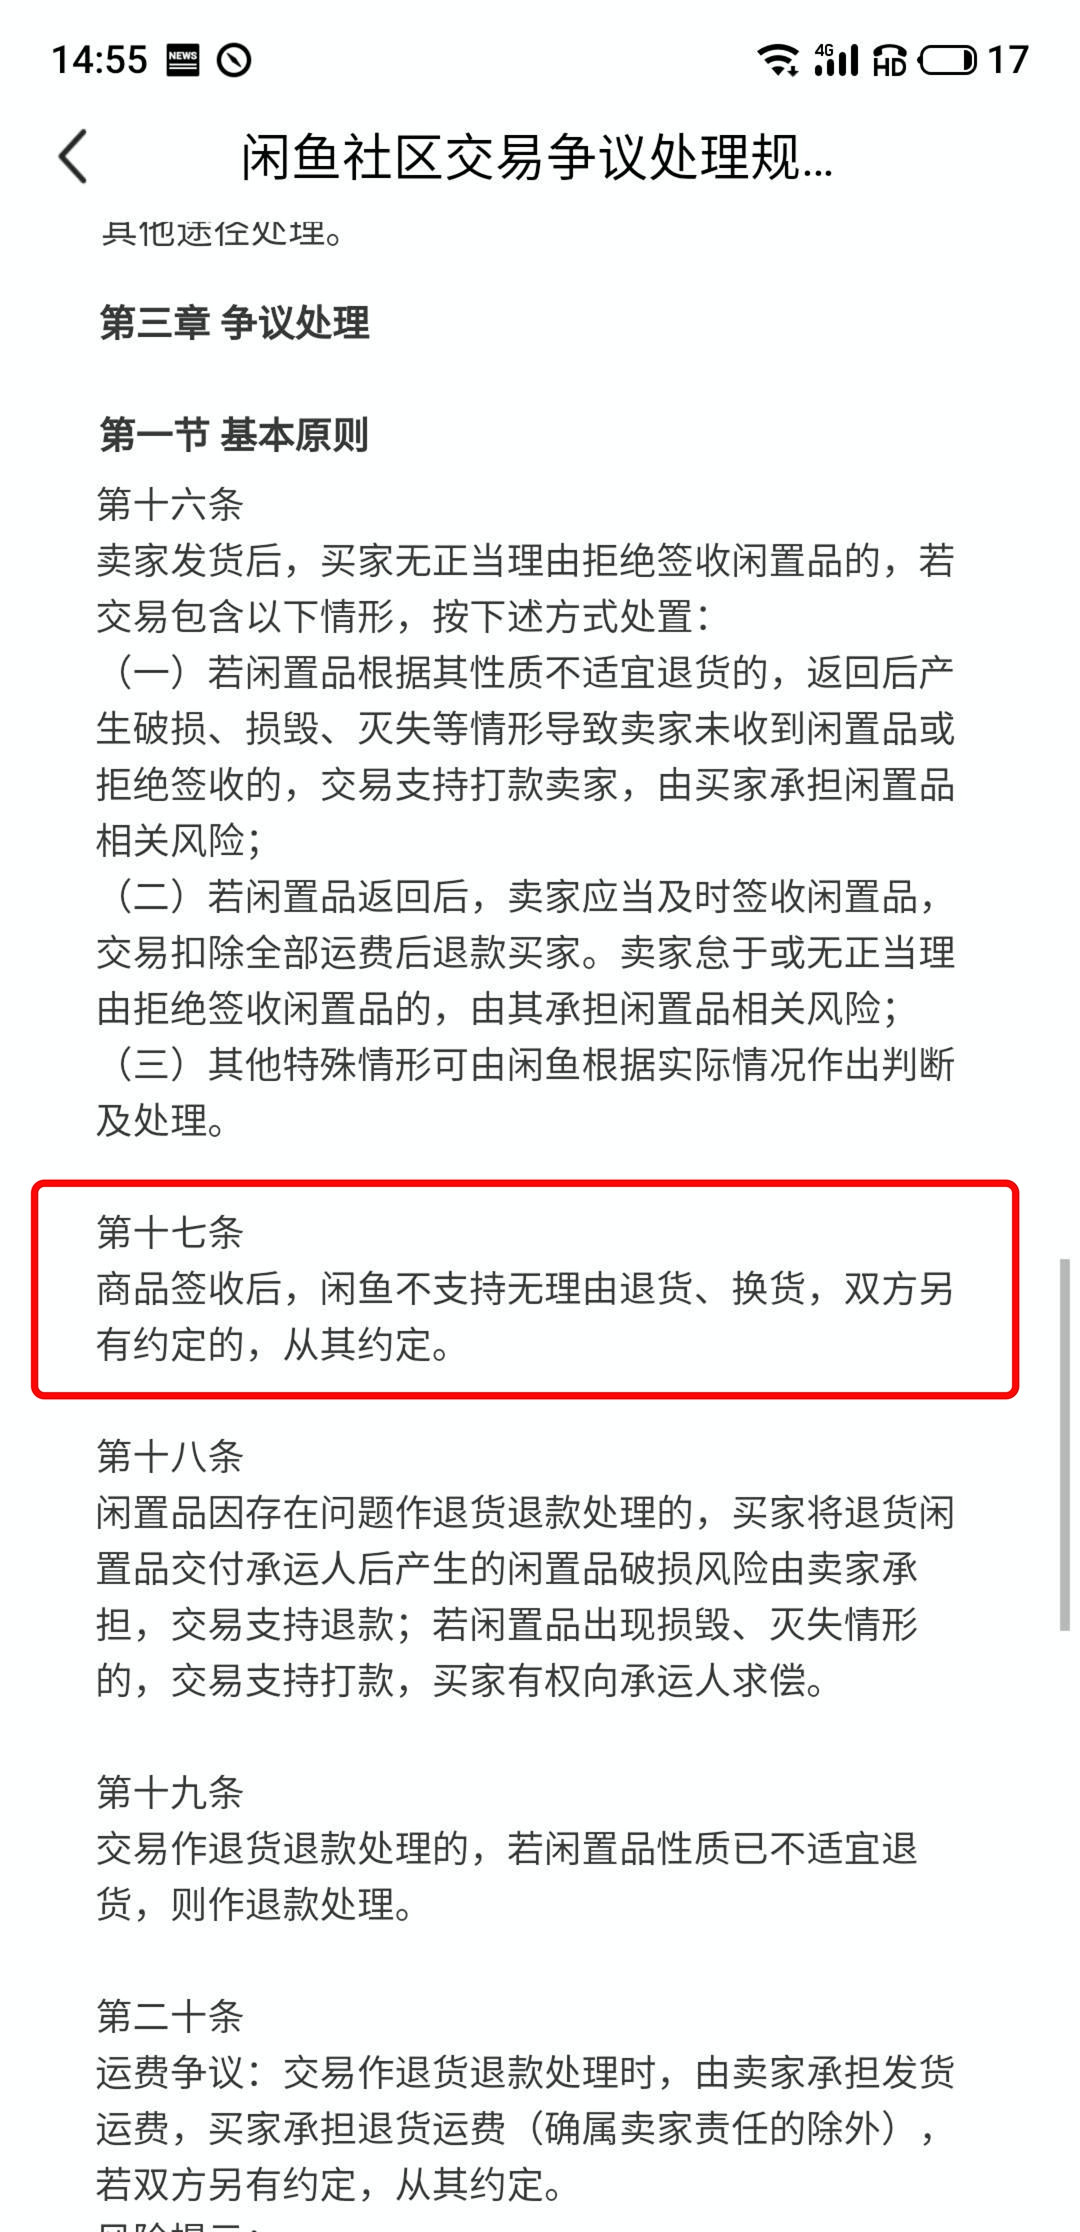 14:55 NEWS 4G HD 17
闲鱼社区交易争议处理规...
其他途径处理。
第三章 争议处理
第一节 基本原则
第十六条
卖家发货后，买家无正当理由拒绝签收闲置品的，若
交易包含以下情形，按下述方式处置：
（一）若闲置品根据其性质不适宜退货的，返回后产
生破损、损毁、灭失等情形导致卖家未收到闲置品或
拒绝签收的，交易支持打款卖家，由买家承担闲置品
相关风险；
（二）若闲置品返回后，卖家应当及时签收闲置品，
交易扣除全部运费后退款买家。卖家怠于或无正当理
由拒绝签收闲置品的，由其承担闲置品相关风险；
（三）其他特殊情形可由闲鱼根据实际情况作出判断
及处理。
第十七条
商品签收后，闲鱼不支持无理由退货、换货，双方另
有约定的，从其约定。
第十八条
闲置品因存在问题作退货退款处理的，买家将退货闲
置品交付承运人后产生的闲置品破损风险由卖家承
担，交易支持退款；若闲置品出现损毁、灭失情形
的，交易支持打款，买家有权向承运人求偿。
第十九条
交易作退货退款处理的，若闲置品性质已不适宜退
货，则作退款处理。
第二十条
运费争议：交易作退货退款处理时，由卖家承担发货
运费，买家承担退货运费（确属卖家责任的除外），
若双方另有约定，从其约定。
风险提示：